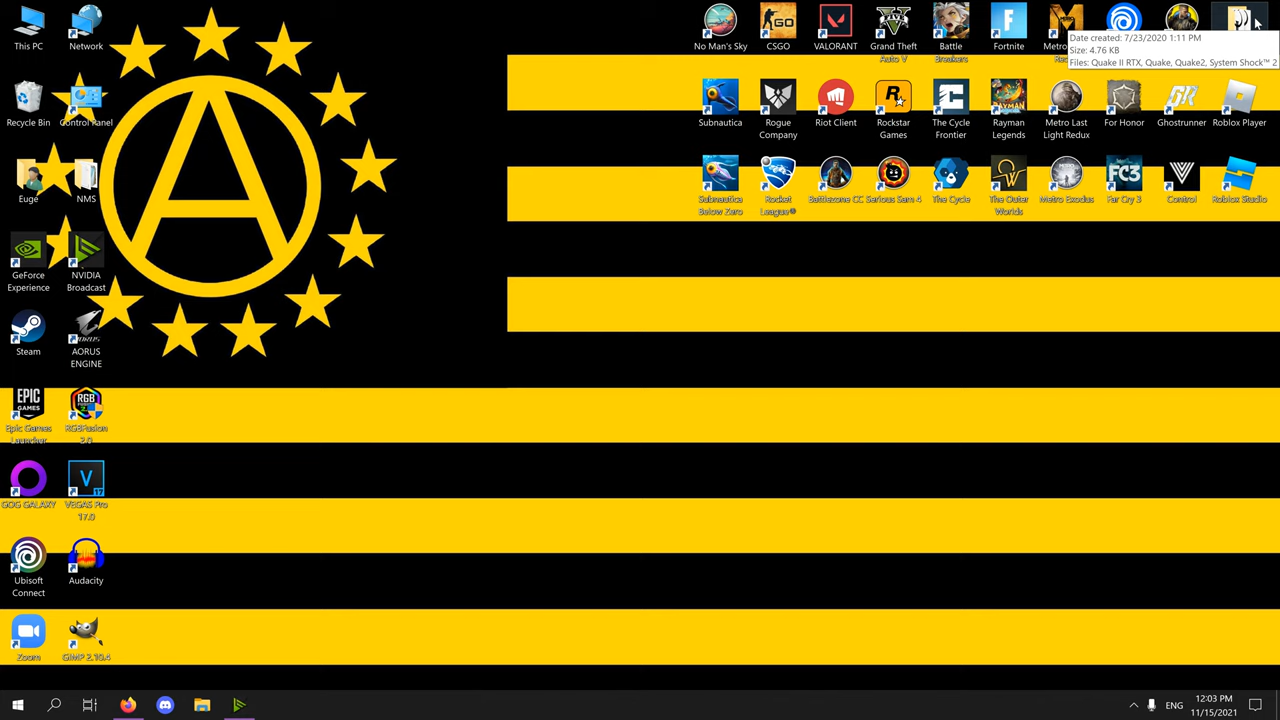 This PC
Network
No Man's Sky
CSGO
VALORANT
Grand Theft
Auto V
Battle
Breakers
Fortnite
Metro
Date created: 7/23/2020 1:11 PM
Size: 4.76 KB
Files: Quake II RTX, Quake, Quake2, System Shock™ 2
Recycle Bin
Control Panel
Subnautica
Rogue
Company
Riot Client
Rockstar
Games
The Cycle
Frontier
Rayman
Legends
Metro Last
Light Redux
For Honor
Ghostrunner
Roblox Player
Euge
NMS
Subnautica
Below Zero
Rocket
League®
Battlezone CC
Serious Sam 4
The Cycle
The Outer
Worlds
Metro Exodus
Far Cry 3
Control
Roblox Studio
GeForce
Experience
NVIDIA
Broadcast
Steam
AORUS
ENGINE
Epic Games
Launcher
RGBFusion
2.0
GOG GALAXY
VEGAS Pro
17.0
Ubisoft
Connect
Audacity
Zoom
GIMP 2.10.4
ENG
12:03 PM
11/15/2021